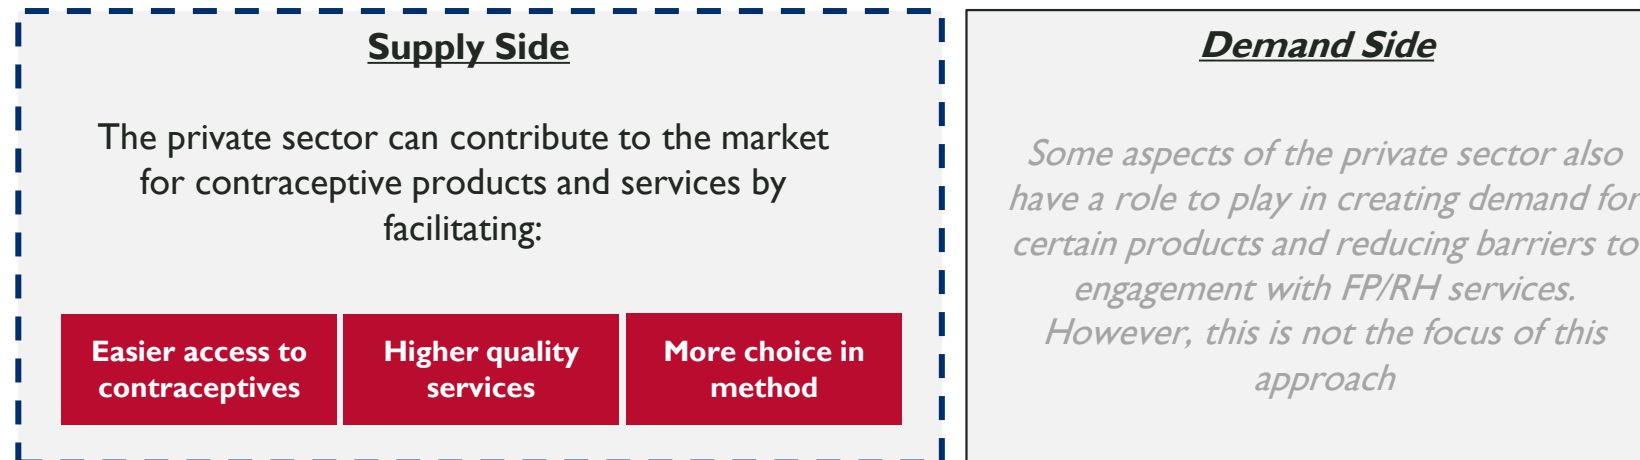 Supply Side
The private sector can contribute to the market
for contraceptive products and services by
facilitating:
Easier access to
contraceptives
Higher quality
services
More choice in
method
Demand Side
Some aspects of the private sector also
have a role to play in creating demand for
certain products and reducing barriers to
engagement with FP/RH services.
However, this is not the focus of this
approach